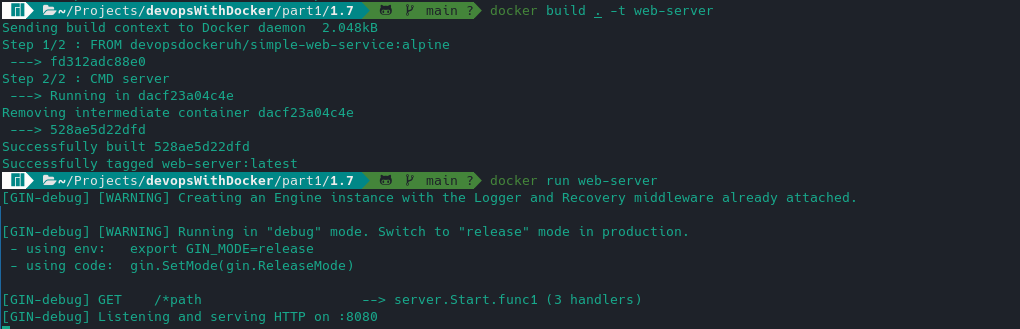 ~/Projects/devopsWithDocker/part1/1.7 main ? docker build . -t web-server
Sending build context to Docker daemon  2.048kB
Step 1/2 : FROM devopsdockeruh/simple-web-service:alpine
 ---> fd312adc88e0
Step 2/2 : CMD server
 ---> Running in dacf23a04c4e
Removing intermediate container dacf23a04c4e
 ---> 528ae5d22dfd
Successfully built 528ae5d22dfd
Successfully tagged web-server:latest
~/Projects/devopsWithDocker/part1/1.7 main ? docker run web-server
[GIN-debug] [WARNING] Creating an Engine instance with the Logger and Recovery middleware already attached.
[GIN-debug] [WARNING] Running in "debug" mode. Switch to "release" mode in production.
 - using env:   export GIN_MODE=release
 - using code:  gin.SetMode(gin.ReleaseMode)
[GIN-debug] GET    /*path                    --> server.Start.func1 (3 handlers)
[GIN-debug] Listening and serving HTTP on :8080